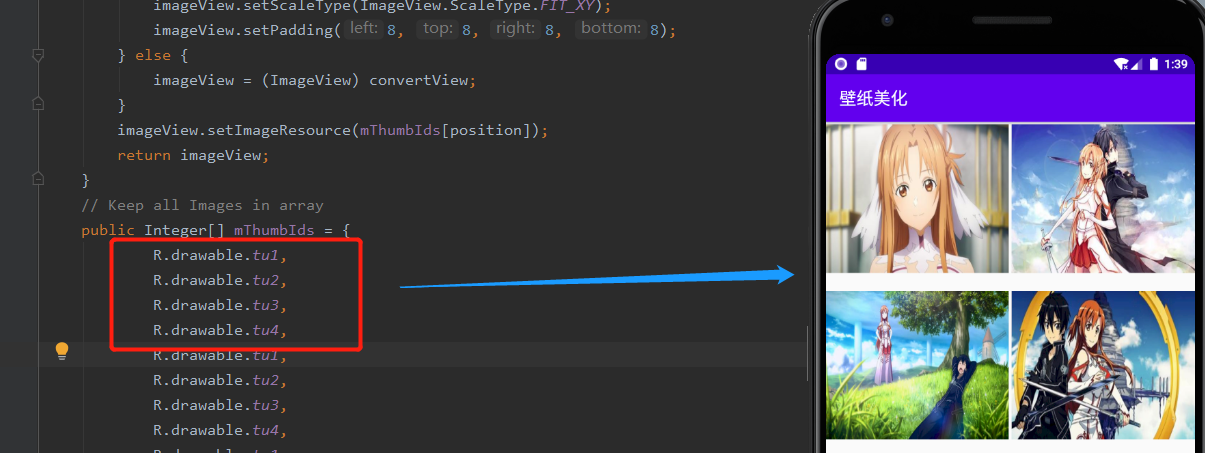 imageView.setScaleType(ImageView.ScaleType.FIT_XY);
imageView.setPadding( left: 8, top: 8, right: 8, bottom: 8);
} else {
imageView = (ImageView) convertView;
}
imageView.setImageResource(mThumbIds[position]);
return imageView;
}
// Keep all Images in array
public Integer[] mThumbIds = {
R.drawable.tu1,
R.drawable.tu2,
R.drawable.tu3,
R.drawable.tu4,
R.drawable.tu1,
R.drawable.tu2,
R.drawable.tu3,
R.drawable.tu4,
1:39
壁纸美化